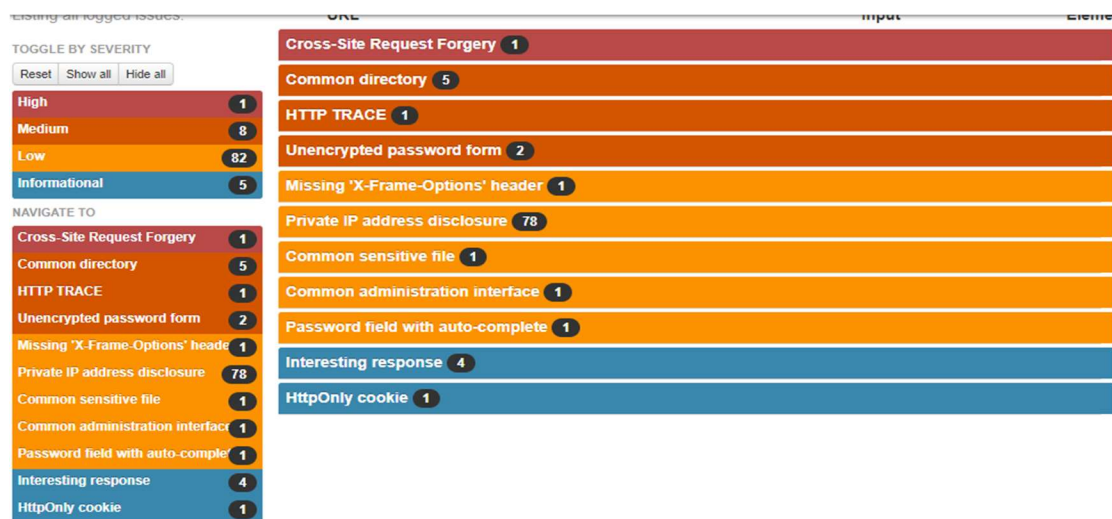 Listing all logged issues.
URL Input Eleme
TOGGLE BY SEVERITY
Reset Show all Hide all
High 1
Medium 8
Low 82
Informational 5
NAVIGATE TO
Cross-Site Request Forgery 1
Common directory 5
HTTP TRACE 1
Unencrypted password form 2
Missing 'X-Frame-Options' heade 1
Private IP address disclosure 78
Common sensitive file 1
Common administration interfac 1
Password field with auto-comple 1
Interesting response 4
HttpOnly cookie 1
Cross-Site Request Forgery 1
Common directory 5
HTTP TRACE 1
Unencrypted password form 2
Missing 'X-Frame-Options' header 1
Private IP address disclosure 78
Common sensitive file 1
Common administration interface 1
Password field with auto-complete 1
Interesting response 4
HttpOnly cookie 1